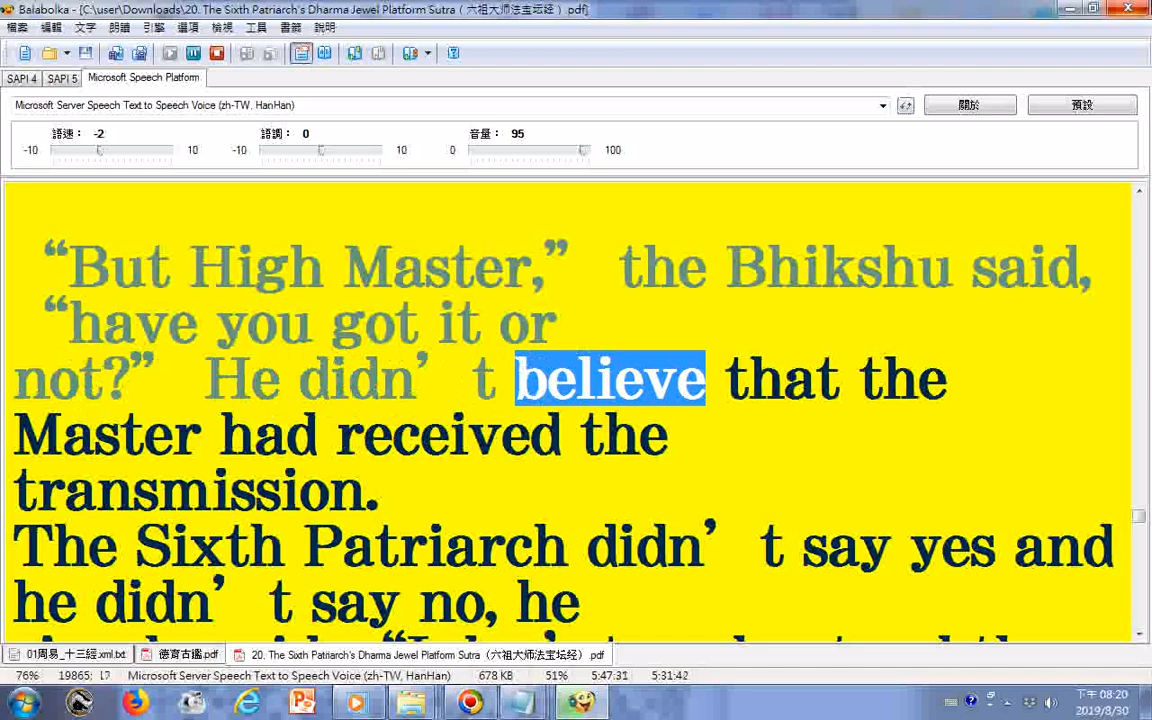 Balabolka - [C:\user\Downloads\20. The Sixth Patriarch's Dharma Jewel Platform Sutra（六祖大师法宝坛经）.pdf]
檔案 編輯 文字 朗讀 引擎 選項 檢視 工具 書籤 說明
SAPI 4 SAPI 5 Microsoft Speech Platform
Microsoft Server Speech Text to Speech Voice (zh-TW, HanHan) 關於 預設
語速： -2 語調： 0 音量： 95
-10 10 -10 10 0 100
“But High Master,” the Bhikshu said,
“have you got it or
not?” He didn’t believe that the
Master had received the
transmission.
The Sixth Patriarch didn’t say yes and
he didn’t say no, he
01周易_十三經.txt 德育古鑑.pdf 20. The Sixth Patriarch's Dharma Jewel Platform Sutra（六祖大师法宝坛经）.pdf
76% 19865: 17 Microsoft Server Speech Text to Speech Voice (zh-TW, HanHan) 678 KB 51% 5:47:31 5:31:42
下午 08:20
2019/8/30